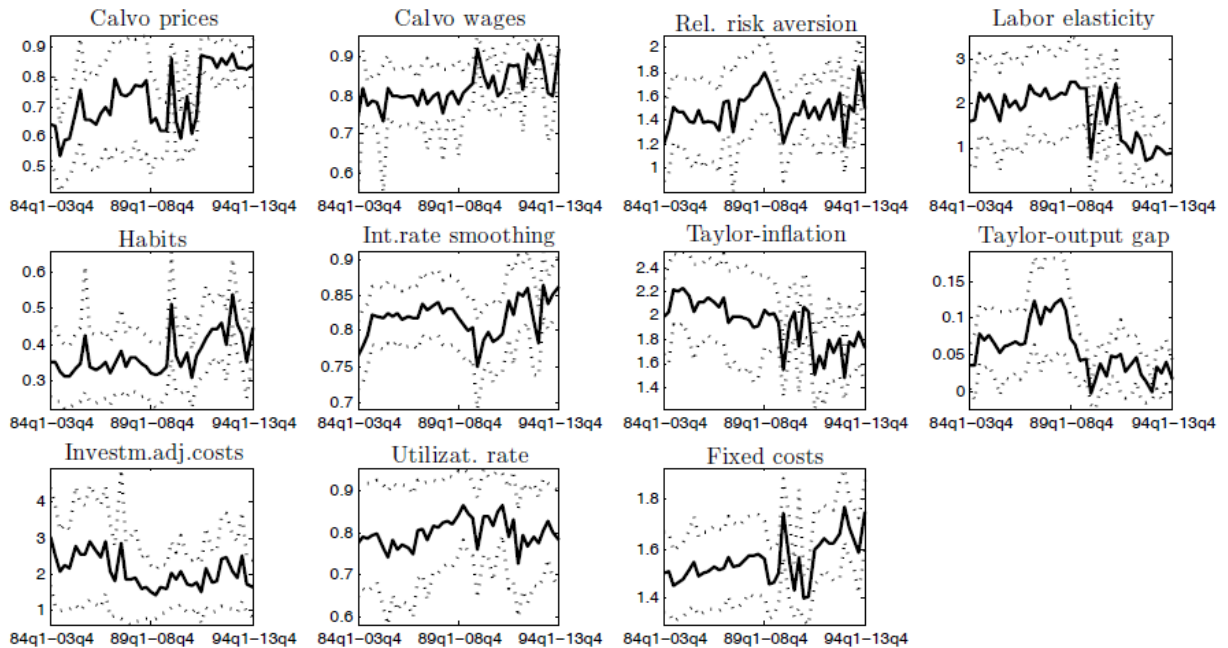 Calvo prices Calvo wages Rel. risk aversion Labor elasticity
0.9 0.9 2 3
0.8 0.8 1.8 2
0.7 0.7 1.6 1
0.6 0.6 1.4
0.5 1.2
1
84q1−03q4 89q1−08q4 94q1−13q4 84q1−03q4 89q1−08q4 94q1−13q4 84q1−03q4 89q1−08q4 94q1−13q4 84q1−03q4 89q1−08q4 94q1−13q4
Habits Int.rate smoothing Taylor-inflation Taylor-output gap
0.6 0.9 2.4 0.15
0.5 0.85 2.2 0.1
0.4 0.8 2 0.05
0.3 0.75 1.8 0
0.7 1.6
1.4
84q1−03q4 89q1−08q4 94q1−13q4 84q1−03q4 89q1−08q4 94q1−13q4 84q1−03q4 89q1−08q4 94q1−13q4 84q1−03q4 89q1−08q4 94q1−13q4
Investm.adj.costs Utilizat. rate Fixed costs
4 0.9 1.8
3 0.8 1.6
2 0.7 1.4
1 0.6
84q1−03q4 89q1−08q4 94q1−13q4 84q1−03q4 89q1−08q4 94q1−13q4 84q1−03q4 89q1−08q4 94q1−13q4